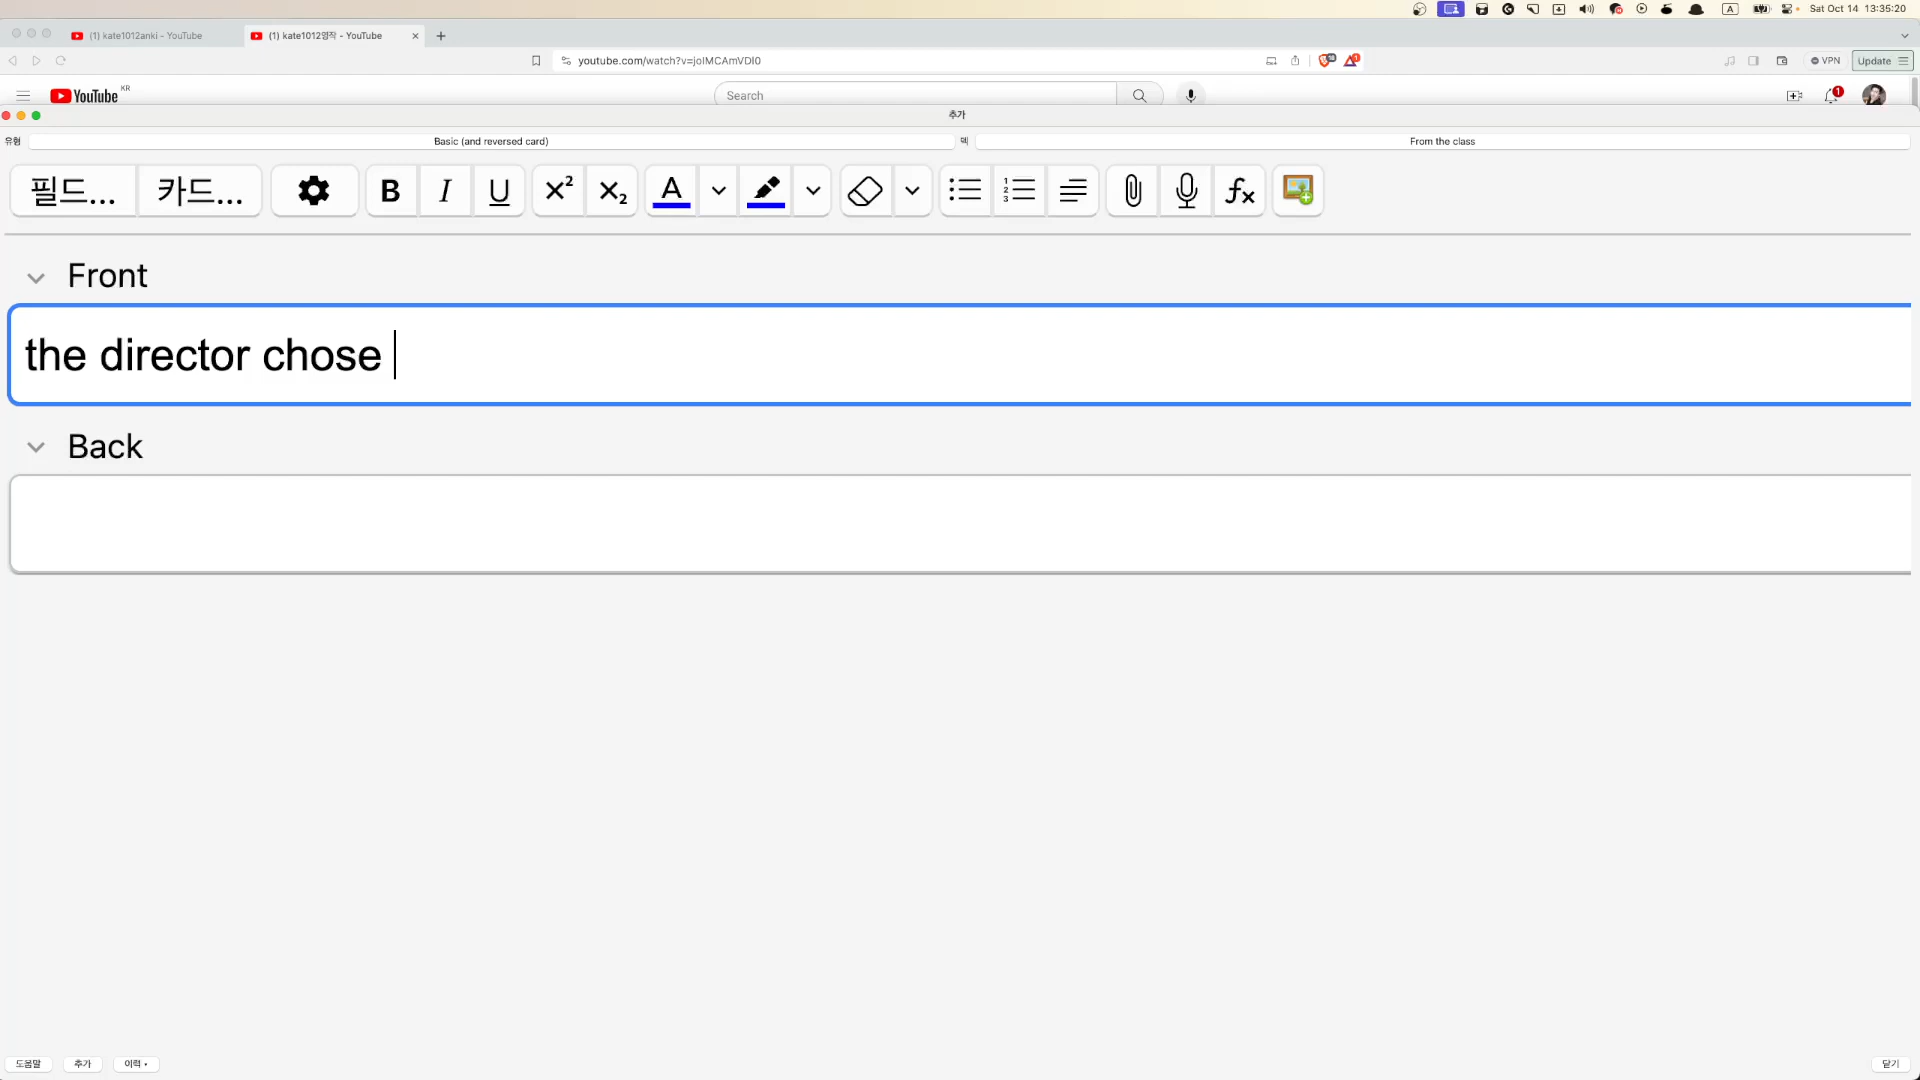 Sat Oct 14 13:35:20
(1) kate1012anki - YouTube
(1) kate1012영작 - YouTube
youtube.com/watch?v=joIMCAmVDI0
VPN
Update
YouTube KR
Search
1
추가
유형
Basic (and reversed card)
덱
From the class
필드...
카드...
Front
the director chose
Back
도움말
추가
이력
닫기